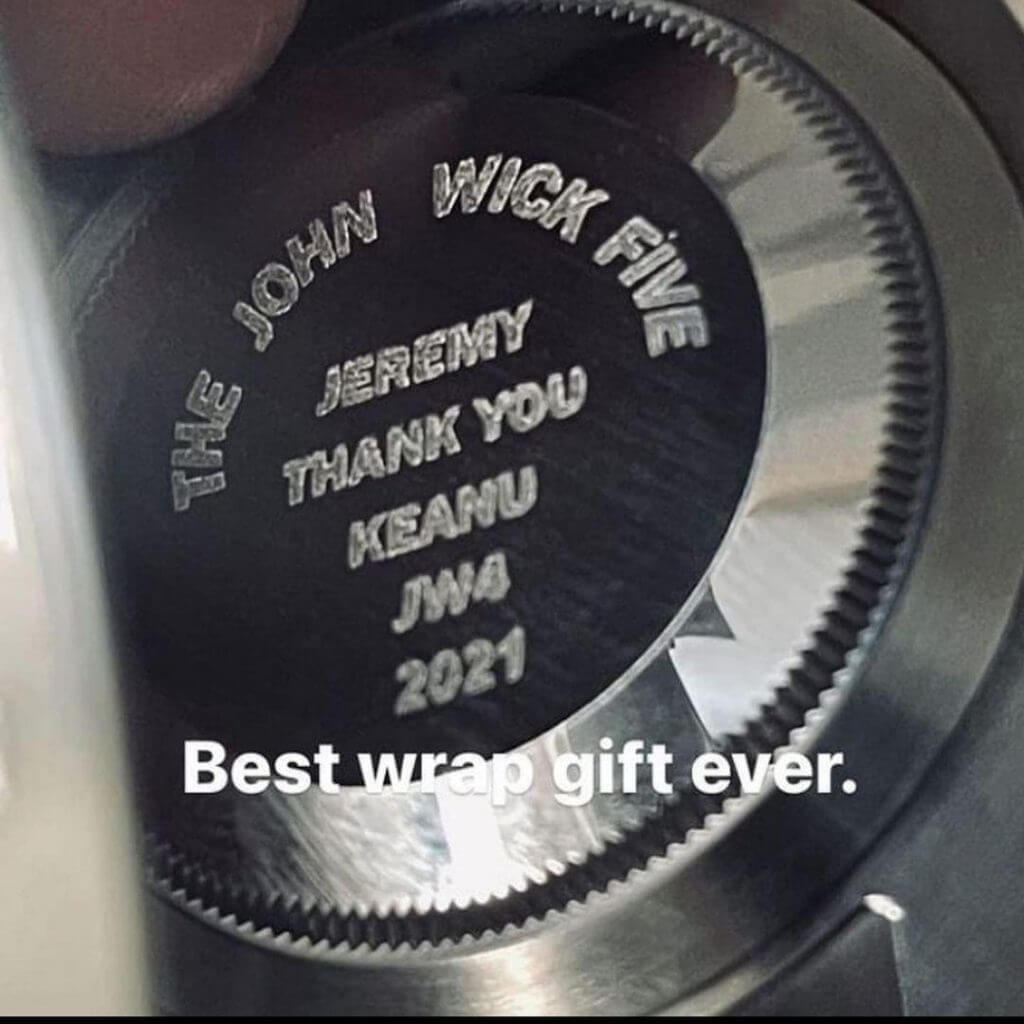 THE JOHN WICK FIVE
JEREMY
THANK YOU
KEANU
JW4
2021
Best wrap gift ever.